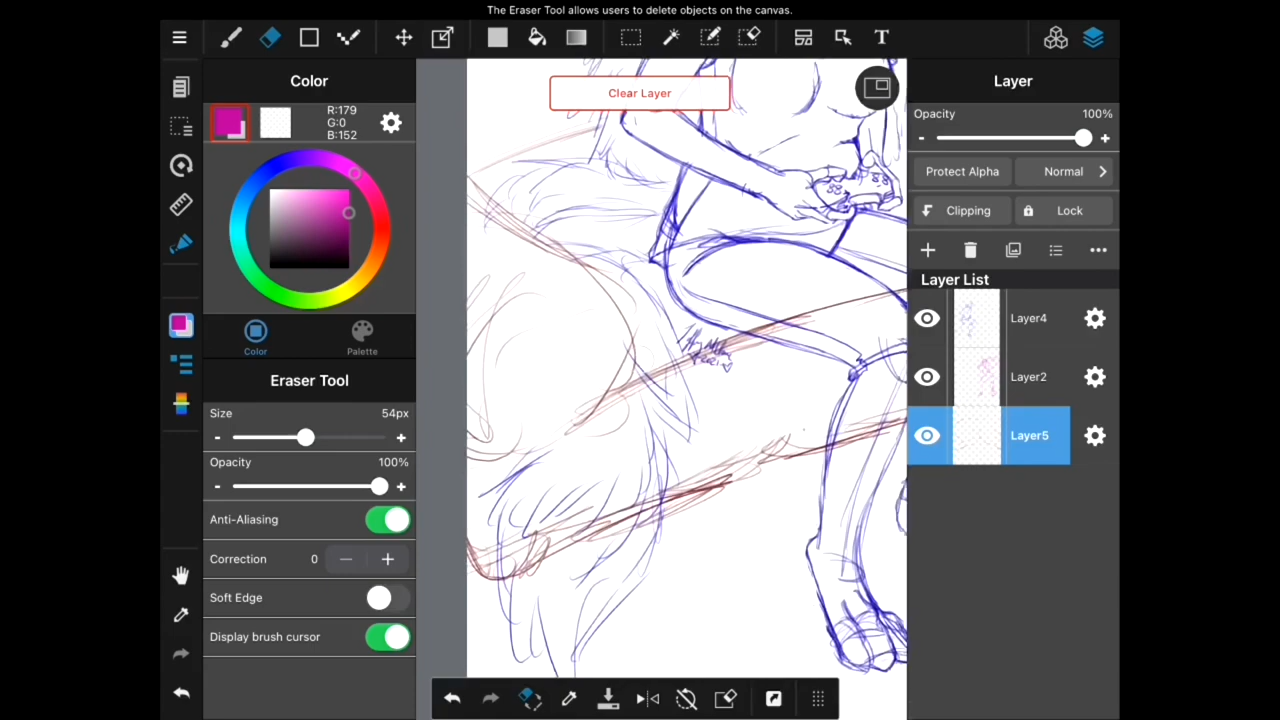 The Eraser Tool allows users to delete objects on the canvas.
T
Color
Clear Layer
Layer
R:179
G:0
B:152
Opacity 100%
- +
Protect Alpha Normal
Clipping Lock
Layer List
Layer4
Layer2
Layer5
Color Palette
Eraser Tool
Size 54px
- +
Opacity 100%
- +
Anti-Aliasing
Correction 0 - +
Soft Edge
Display brush cursor